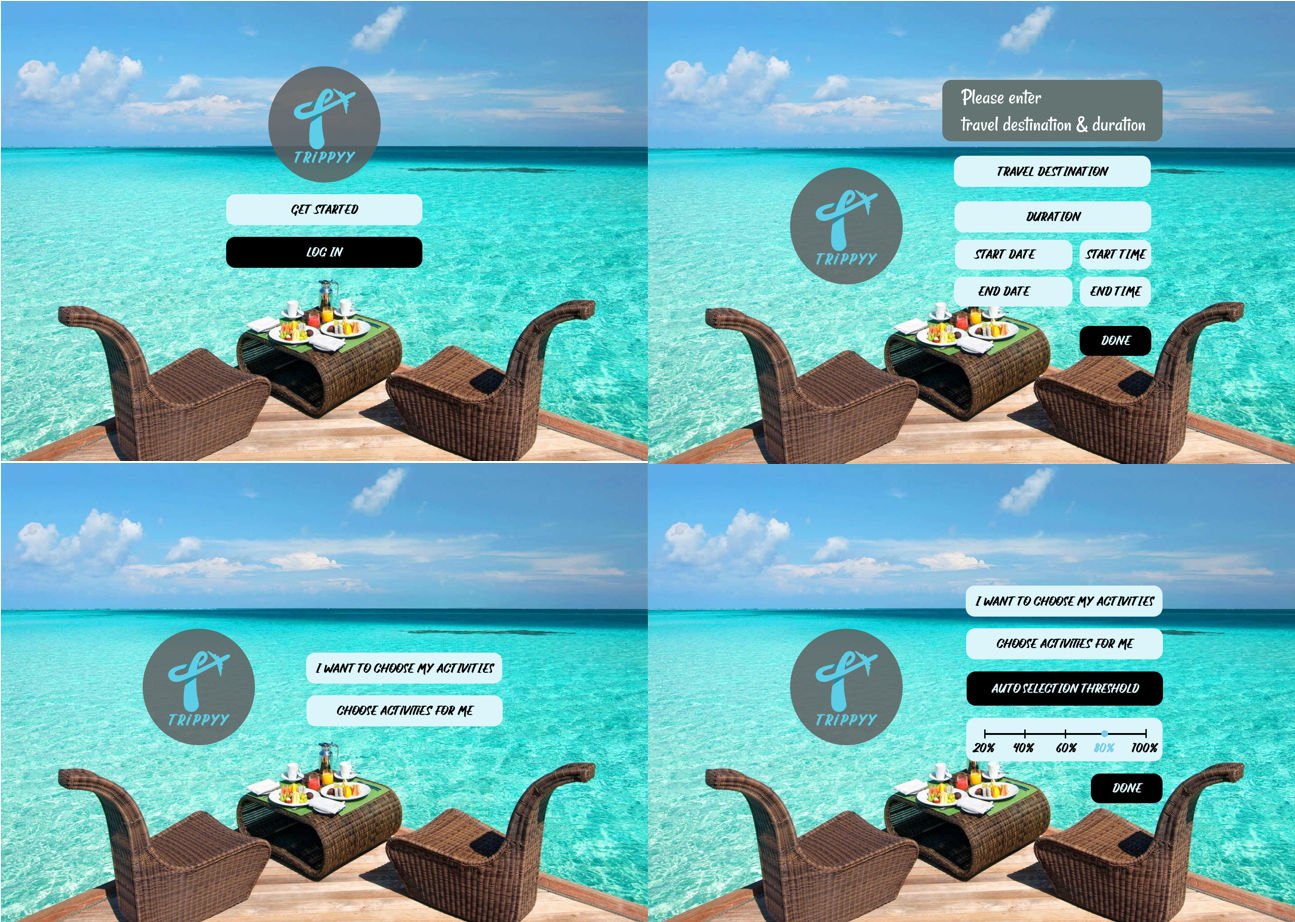 TRIPPYY
GET STARTED
LOG IN
Please enter
travel destination & duration
TRAVEL DESTINATION
DURATION
START DATE
START TIME
END DATE
END TIME
DONE
TRIPPYY
TRIPPYY
I WANT TO CHOOSE MY ACTIVITIES
CHOOSE ACTIVITIES FOR ME
TRIPPYY
I WANT TO CHOOSE MY ACTIVITIES
CHOOSE ACTIVITIES FOR ME
AUTO SELECTION THRESHOLD
20% 40% 60% 80% 100%
DONE